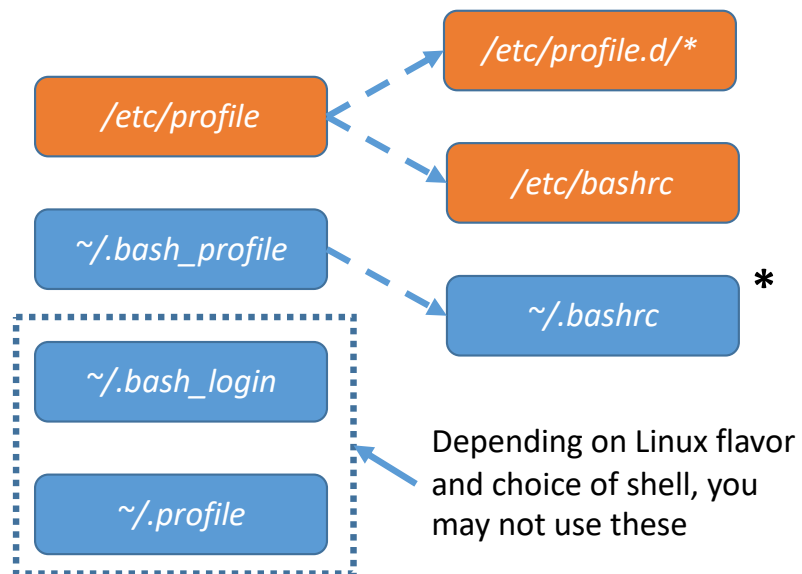 /etc/profile.d/*
/etc/profile
/etc/bashrc
~/.bash_profile
*
~/.bashrc
~/.bash_login
Depending on Linux flavor
and choice of shell, you
may not use these
~/.profile